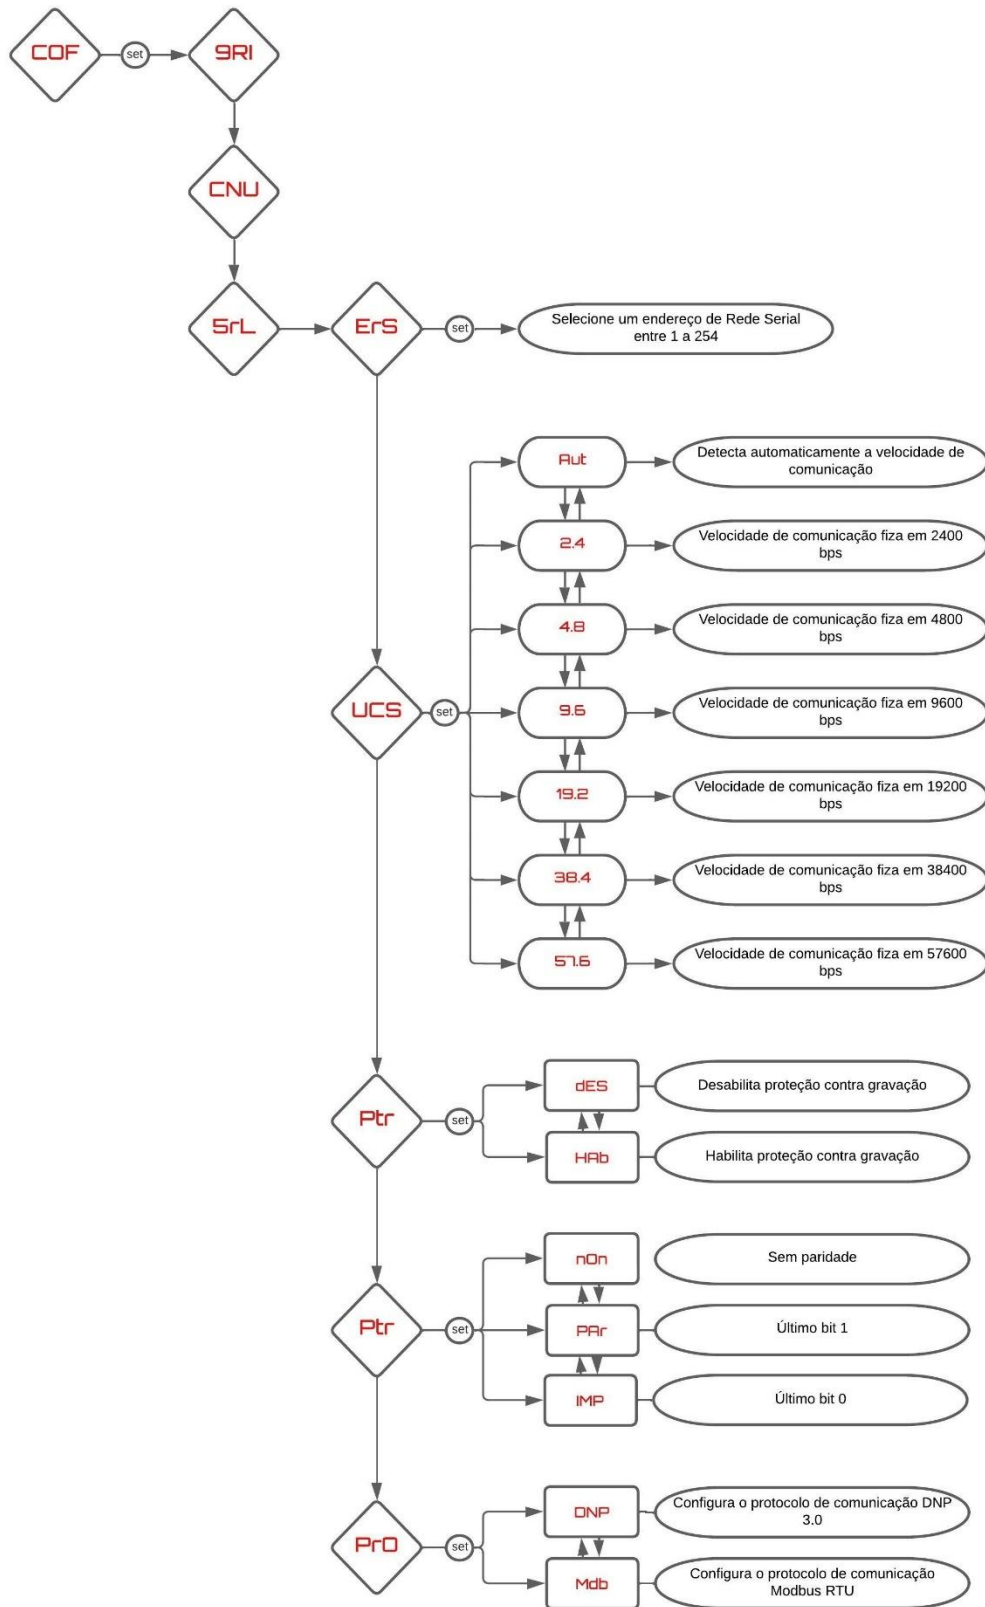 COF
set
9RI
CNU
SrL
ErS
set
Selecione um endereço de Rede Serial
entre 1 a 254
Aut
Detecta automaticamente a velocidade de
comunicação
2.4
Velocidade de comunicação fiza em 2400
bps
4.8
Velocidade de comunicação fiza em 4800
bps
UCS
set
9.6
Velocidade de comunicação fiza em 9600
bps
19.2
Velocidade de comunicação fiza em 19200
bps
38.4
Velocidade de comunicação fiza em 38400
bps
57.6
Velocidade de comunicação fiza em 57600
bps
Ptr
set
dES
Desabilita proteção contra gravação
HAb
Habilita proteção contra gravação
Ptr
set
nOn
Sem paridade
PAr
Último bit 1
IMP
Último bit 0
PrO
set
DNP
Configura o protocolo de comunicação DNP
3.0
Mdb
Configura o protocolo de comunicação
Modbus RTU